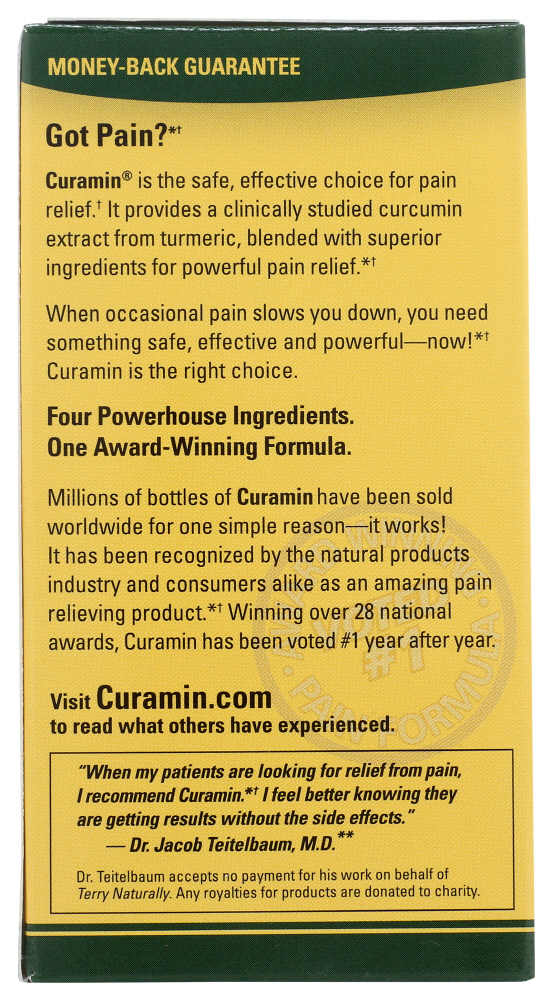 MONEY-BACK GUARANTEE
Got Pain?*†
Curamin® is the safe, effective choice for pain
relief.† It provides a clinically studied curcumin
extract from turmeric, blended with superior
ingredients for powerful pain relief.*†
When occasional pain slows you down, you need
something safe, effective and powerful—now!*†
Curamin is the right choice.
Four Powerhouse Ingredients.
One Award-Winning Formula.
Millions of bottles of Curamin have been sold
worldwide for one simple reason—it works!
It has been recognized by the natural products
industry and consumers alike as an amazing pain
relieving product.*† Winning over 28 national
awards, Curamin has been voted #1 year after year.
AWARD WINNING
VOTED
#1
PAIN FORMULA
Visit Curamin.com
to read what others have experienced.
“When my patients are looking for relief from pain,
I recommend Curamin.*† I feel better knowing they
are getting results without the side effects.”
— Dr. Jacob Teitelbaum, M.D.**
Dr. Teitelbaum accepts no payment for his work on behalf of
Terry Naturally. Any royalties for products are donated to charity.